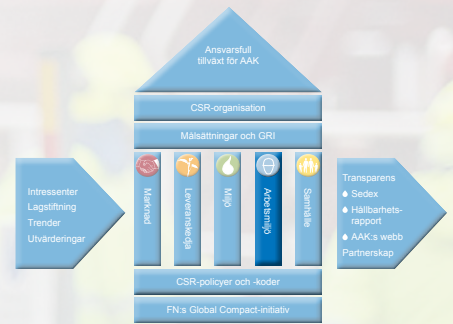 Ansvarsfull
tillväxt för AAK
CSR-organisation
Målsättningar och GRI
Intressenter
Lagstiftning
Trender
Utvärderingar
Marknad
Leveranskedja
Miljö
Arbetsmiljö
Samhälle
Transparens
Sedex
Hållbarhets-
rapport
AAK:s webb
Partnerskap
CSR-policyer och -koder
FN:s Global Compact-initiativ